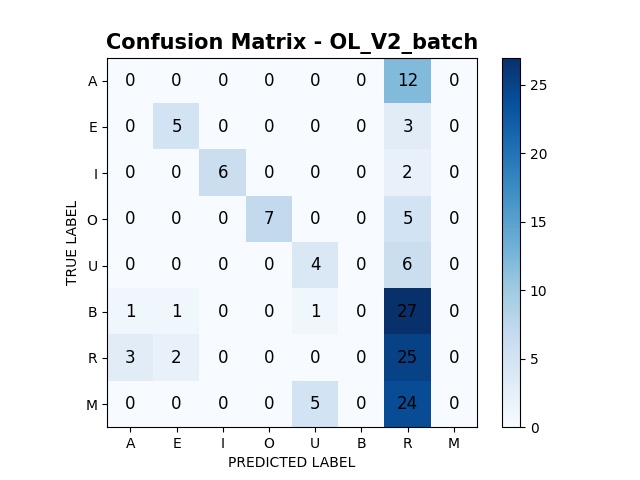 Confusion Matrix - OL_V2_batch
TRUE LABEL
A 0 0 0 0 0 0 12 0
E 0 5 0 0 0 0 3 0
I 0 0 6 0 0 0 2 0
O 0 0 0 7 0 0 5 0
U 0 0 0 0 4 0 6 0
B 1 1 0 0 1 0 27 0
R 3 2 0 0 0 0 25 0
M 0 0 0 0 5 0 24 0
A E I O U B R M
PREDICTED LABEL
25
20
15
10
5
0